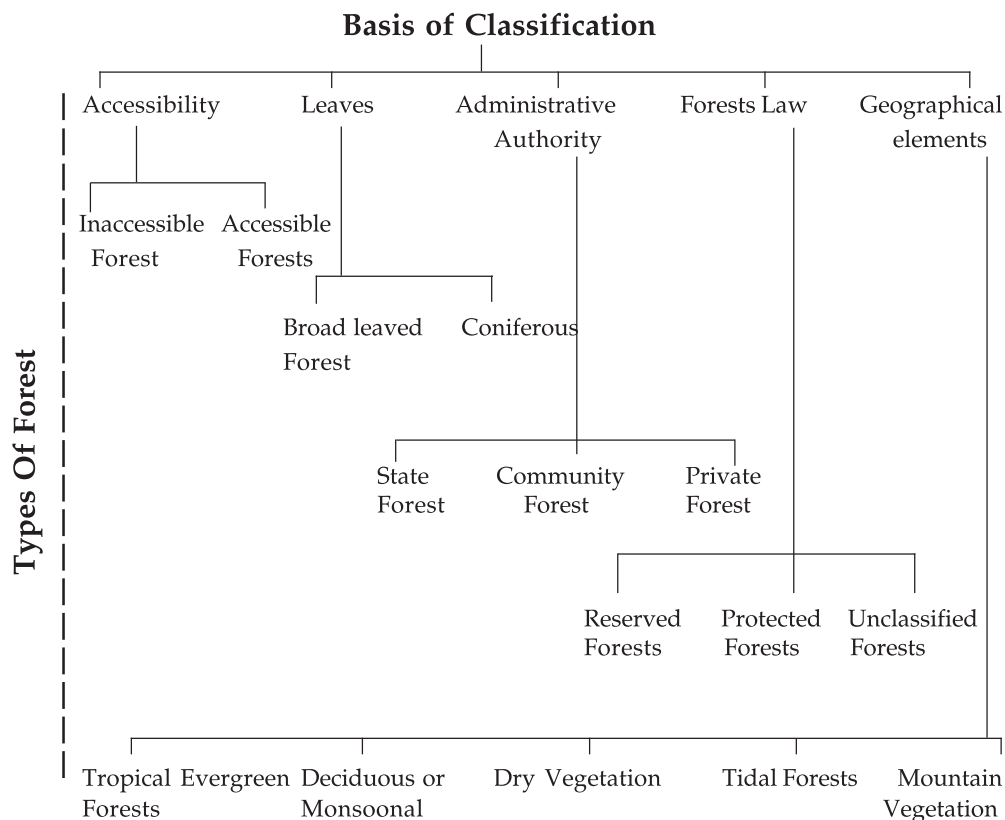 Basis of Classification
Accessibility
Leaves
Administrative
Authority
Forests Law
Geographical
elements
Inaccessible
Forest
Accessible
Forests
Broad leaved
Forest
Coniferous
State
Forest
Community
Forest
Private
Forest
Reserved
Forests
Protected
Forests
Unclassified
Forests
Types Of Forest
Tropical Evergreen
Forests
Deciduous or
Monsoonal
Dry Vegetation
Tidal Forests
Mountain
Vegetation